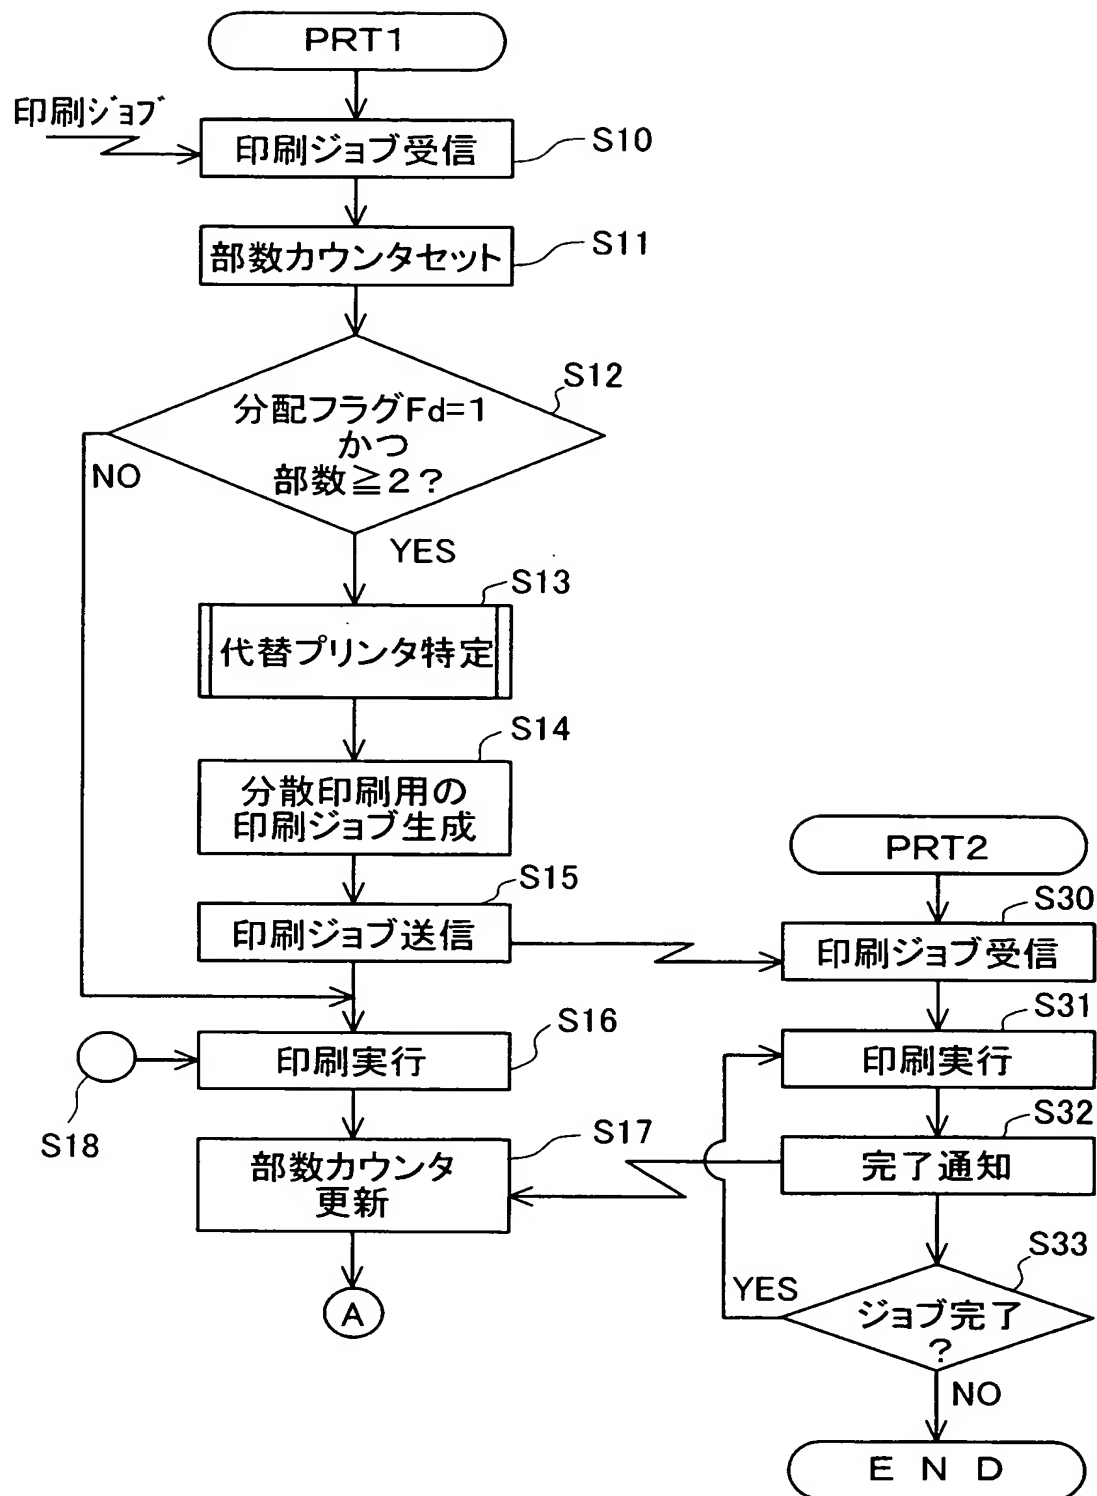 PRT1
印刷ジョブ
印刷ジョブ受信
S10
部数カウンタセット
S11
S12
分配フラグFd=1
かつ
部数≧2?
NO
YES
S13
代替プリンタ特定
S14
分散印刷用の
印刷ジョブ生成
S15
印刷ジョブ送信
S16
印刷実行
S18
S17
部数カウンタ
更新
A
PRT2
S30
印刷ジョブ受信
S31
印刷実行
S32
完了通知
S33
YES
ジョブ完了
?
NO
END